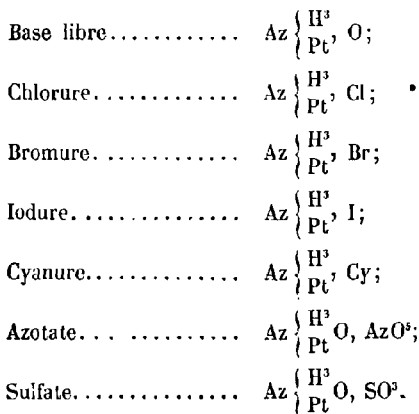 Base libre............ Az { H³ Pt, O;
Chlorure............. Az { H³ Pt, Cl;
Bromure............. Az { H³ Pt, Br;
Iodure............... Az { H³ Pt, I;
Cyanure.............. Az { H³ Pt, Cy;
Azotate.. .......... Az { H³ Pt O, AzO⁵;
Sulfate............... Az { H³ Pt O, SO³.